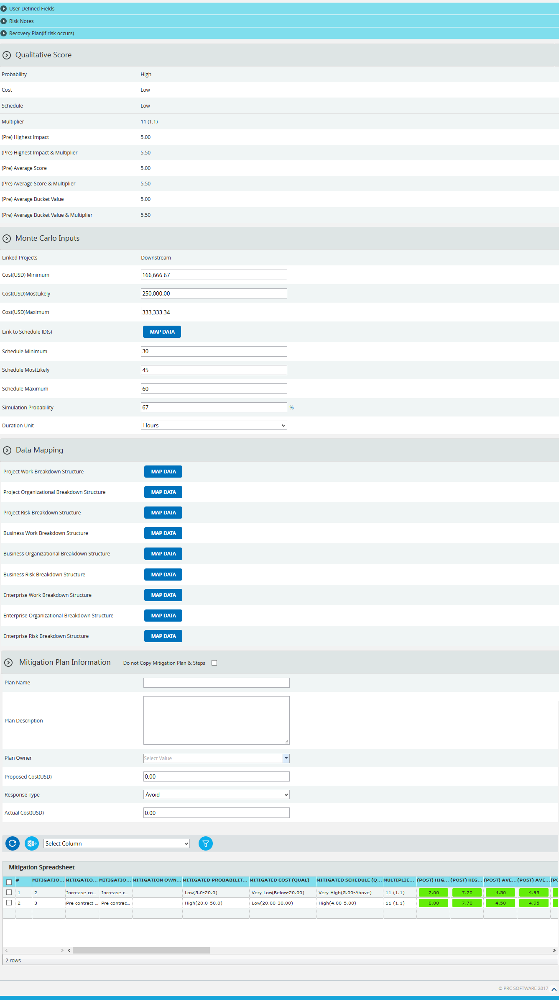 User Defined Fields
Risk Notes
Recovery Plan(if risk occurs)
Qualitative Score
Probability High
Cost Low
Schedule Low
Multiplier 11 (1.1)
(Pre) Highest Impact 5.00
(Pre) Highest Impact & Multiplier 5.50
(Pre) Average Score 5.00
(Pre) Average Score & Multiplier 5.50
(Pre) Average Bucket Value 5.00
(Pre) Average Bucket Value & Multiplier 5.50
Monte Carlo Inputs
Linked Projects Downstream
Cost(USD) Minimum 166,666.67
Cost(USD)MostLikely 250,000.00
Cost(USD)Maximum 333,333.34
Link to Schedule ID(s) MAP DATA
Schedule Minimum 30
Schedule MostLikely 45
Schedule Maximum 60
Simulation Probability 67 %
Duration Unit Hours
Data Mapping
Project Work Breakdown Structure MAP DATA
Project Organizational Breakdown Structure MAP DATA
Project Risk Breakdown Structure MAP DATA
Business Work Breakdown Structure MAP DATA
Business Organizational Breakdown Structure MAP DATA
Business Risk Breakdown Structure MAP DATA
Enterprise Work Breakdown Structure MAP DATA
Enterprise Organizational Breakdown Structure MAP DATA
Enterprise Risk Breakdown Structure MAP DATA
Mitigation Plan Information Do not Copy Mitigation Plan & Steps
Plan Name
Plan Description
Plan Owner Select Value
Proposed Cost(USD) 0.00
Response Type Avoid
Actual Cost(USD) 0.00
Select Column
Mitigation Spreadsheet
# MITIGATIO... MITIGATIO... MITIGATIO... MITIGATION OWN... MITIGATED PROBABILIT... MITIGATED COST (QUAL) MITIGATED SCHEDULE (Q... MULTIPLIE... (POST) HIG... (POST) HIG... (POST) AVE... (POST) AVE... (PO
1 2 Increase co... Increase c... Low(5.0-20.0) Very Low(Below-20.00) Very High(5.00-Above) 11 (1.1) 7.00 7.70 4.50 4.95
2 3 Pre contract ... Pre contrac... High(20.0-50.0) Low(20.00-30.00) High(4.00-5.00) 11 (1.1) 8.00 7.70 4.50 4.95
2 rows
© PRC SOFTWARE 2017